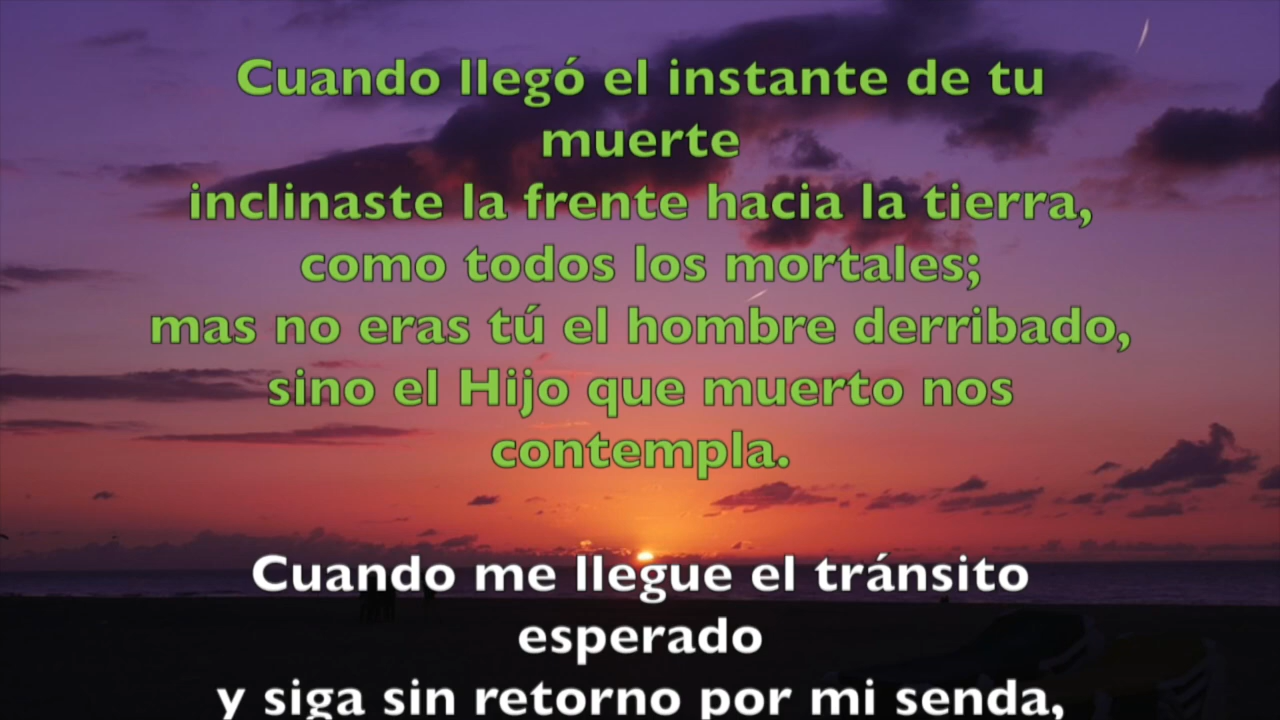 Cuando llegó el instante de tu
muerte
inclinaste la frente hacia la tierra,
como todos los mortales;
mas no eras tú el hombre derribado,
sino el Hijo que muerto nos
contempla.
Cuando me llegue el tránsito
esperado
y siga sin retorno por mi senda,